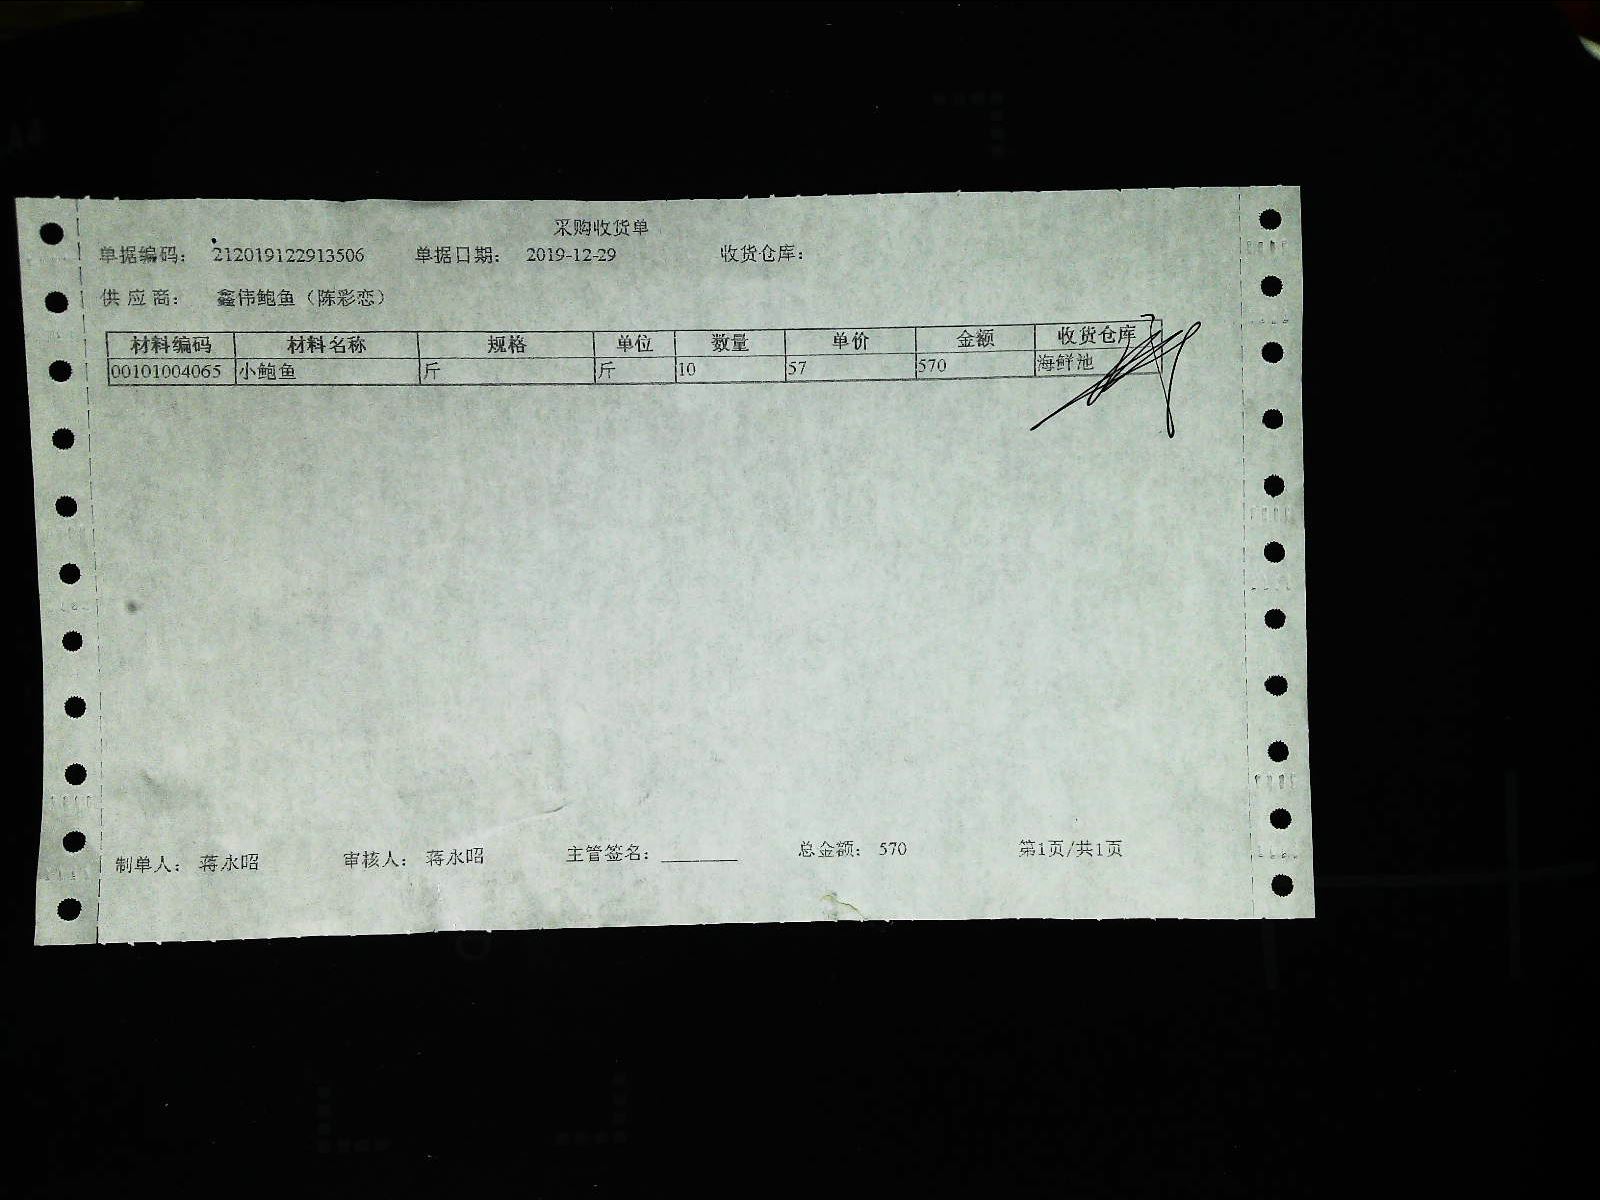 采购收货单
单据编码: 212019122913506 单据日期: 2019-12-29 收货仓库:
供应商: 鑫伟鲍鱼（陈彩恋）
材料编码 材料名称 规格 单位 数量 单价 金额 收货仓库
00101004065 小鲍鱼 斤 斤 10 57 570 海鲜池
制单人: 蒋永昭 审核人: 蒋永昭 主管签名: ________ 总金额: 570 第1页/共1页